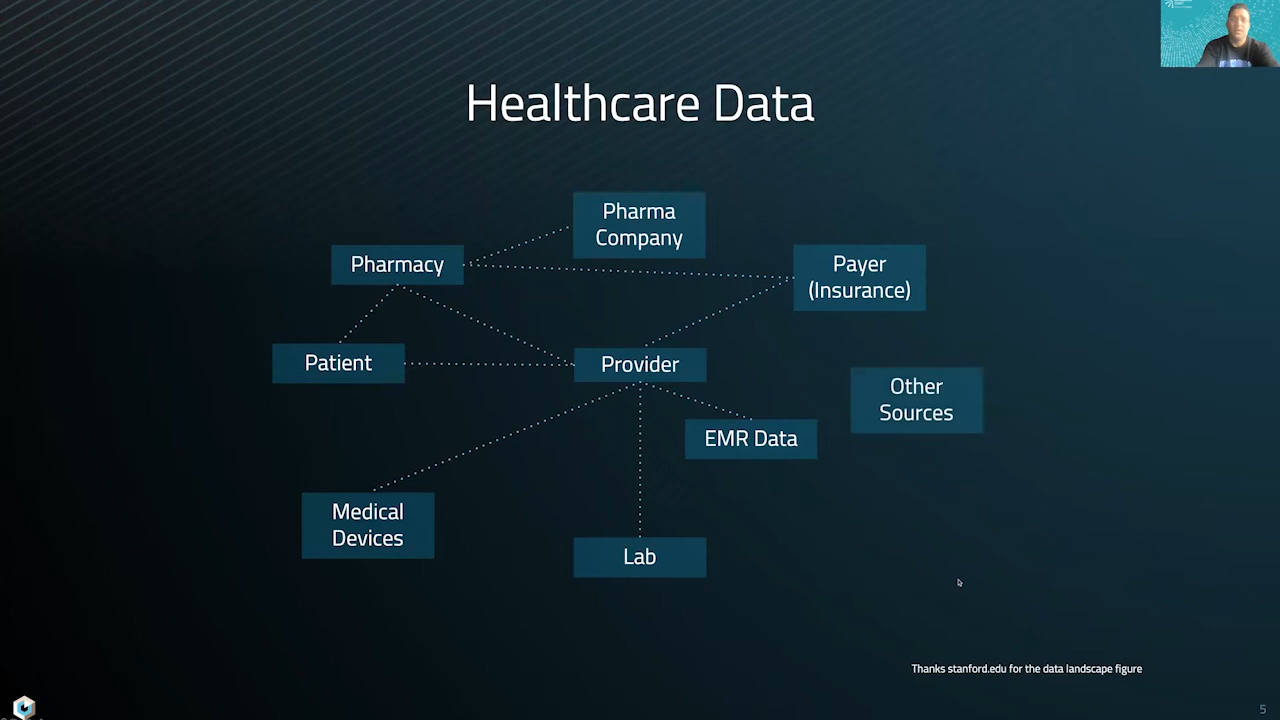 Healthcare Data
Pharma
Company
Pharmacy
Payer
(Insurance)
Patient
Provider
Other
Sources
EMR Data
Medical
Devices
Lab
Thanks stanford.edu for the data landscape figure
5